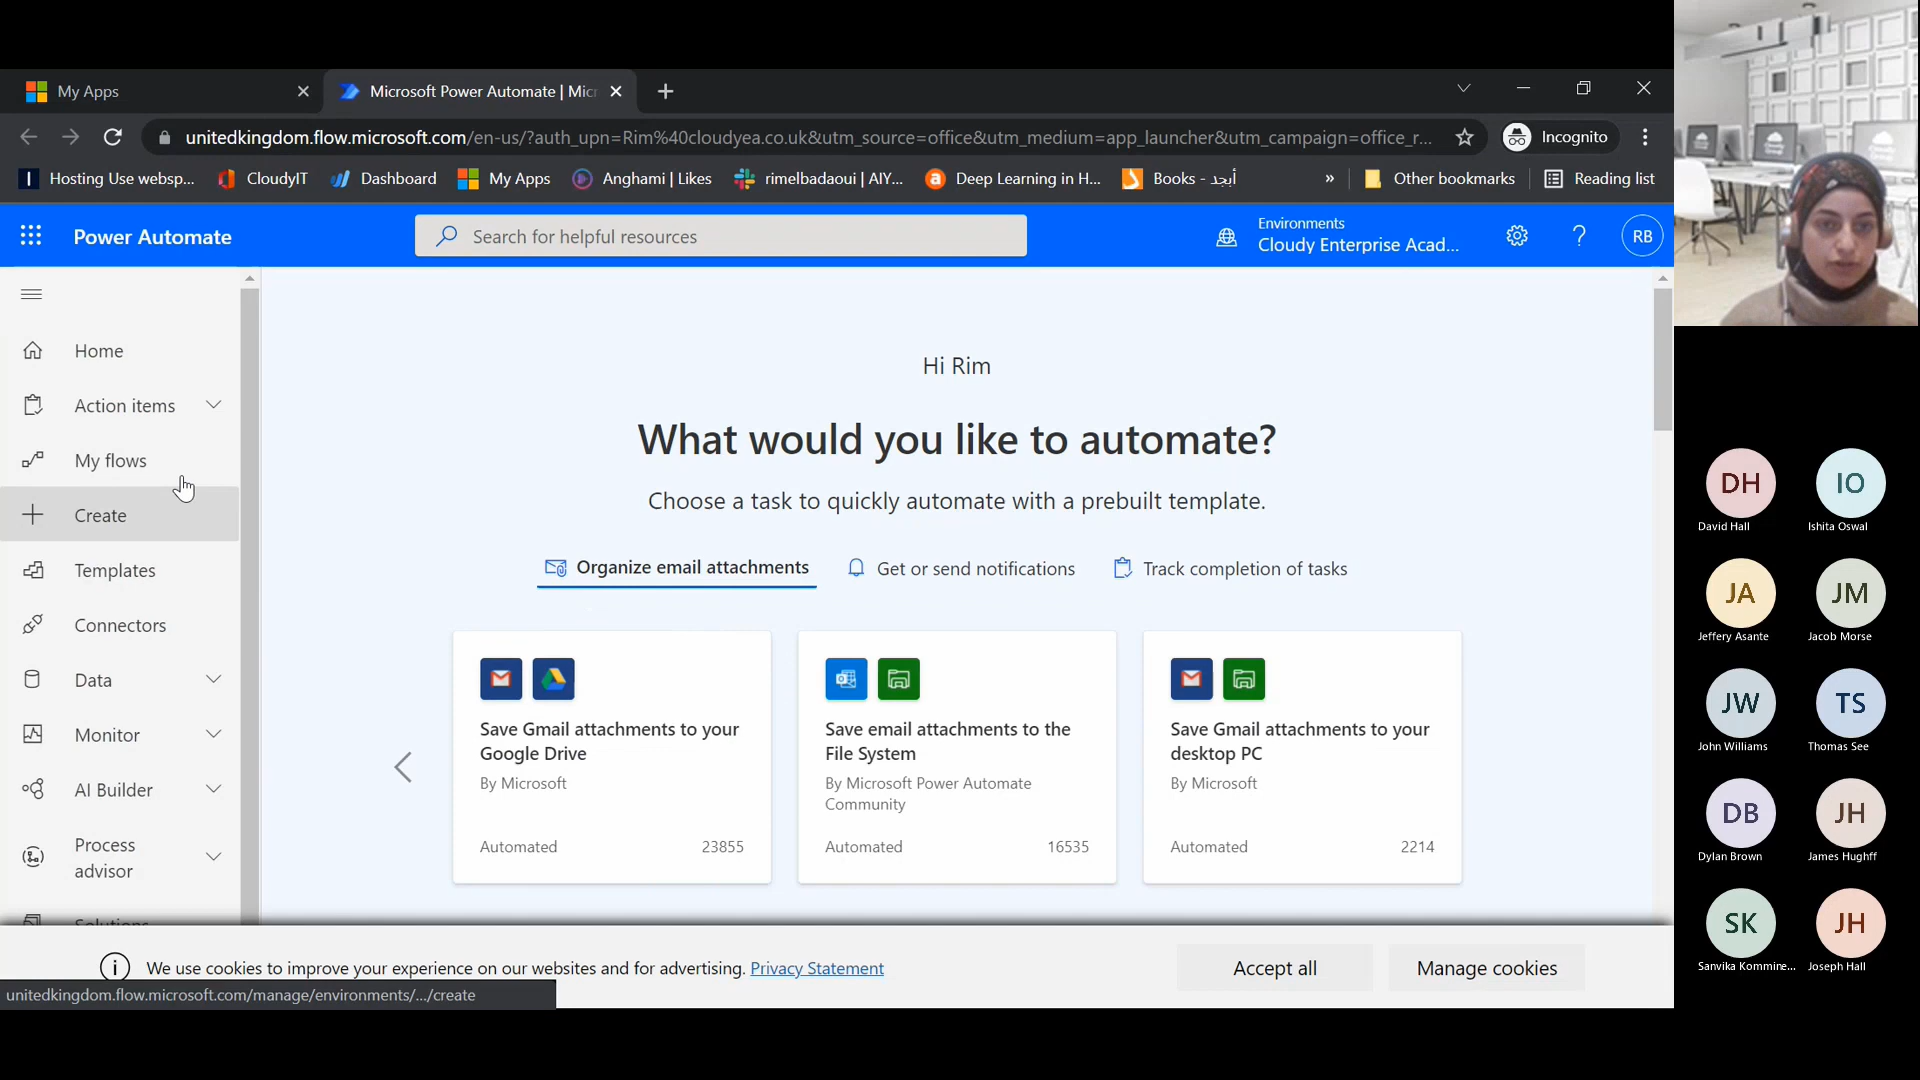 My Apps
Microsoft Power Automate | Micr
unitedkingdom.flow.microsoft.com/en-us/?auth_upn=Rim%40cloudyea.co.uk&utm_source=office&utm_medium=app_launcher&utm_campaign=office_r...
Incognito
Hosting Use websp...
CloudyIT
Dashboard
My Apps
Anghami | Likes
rimelbadaoui | AIY...
Deep Learning in H...
Books - أبجد
»
Other bookmarks
Reading list
Power Automate
Search for helpful resources
Environments
Cloudy Enterprise Acad...
?
RB
Home
Action items
My flows
Create
Templates
Connectors
Data
Monitor
AI Builder
Process
advisor
Solutions
Hi Rim
What would you like to automate?
Choose a task to quickly automate with a prebuilt template.
Organize email attachments
Get or send notifications
Track completion of tasks
Save Gmail attachments to your
Google Drive
By Microsoft
Automated
23855
Save email attachments to the
File System
By Microsoft Power Automate
Community
Automated
16535
Save Gmail attachments to your
desktop PC
By Microsoft
Automated
2214
We use cookies to improve your experience on our websites and for advertising. Privacy Statement
Accept all
Manage cookies
unitedkingdom.flow.microsoft.com/manage/environments/.../create
DH
David Hall
IO
Ishita Oswal
JA
Jeffery Asante
JM
Jacob Morse
JW
John Williams
TS
Thomas See
DB
Dylan Brown
JH
James Hughff
SK
Sanvika Kommine...
JH
Joseph Hall